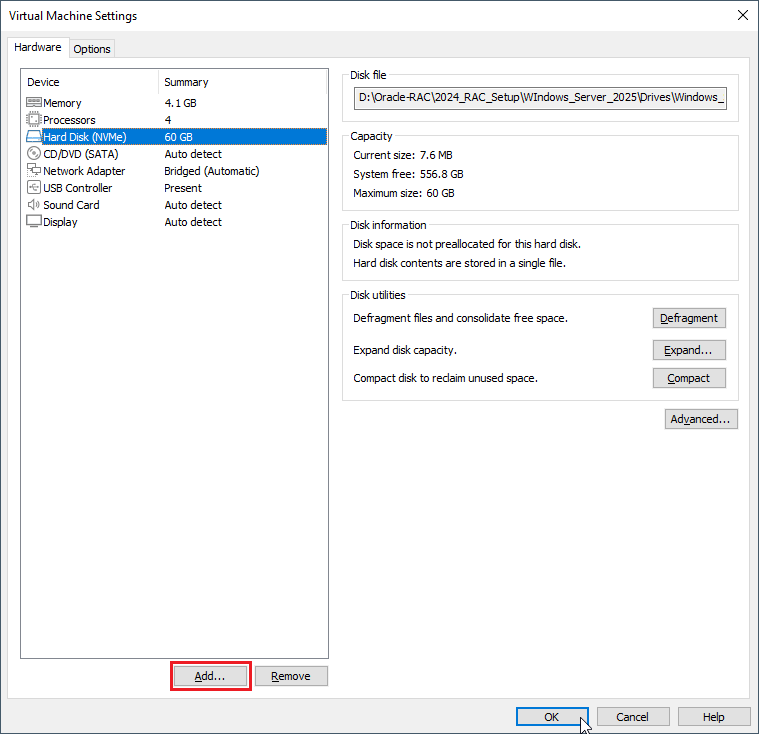 Virtual Machine Settings
Hardware Options
Device Summary
Memory 4.1 GB
Processors 4
Hard Disk (NVMe) 60 GB
CD/DVD (SATA) Auto detect
Network Adapter Bridged (Automatic)
USB Controller Present
Sound Card Auto detect
Display Auto detect
Add... Remove
Disk file
D:\Oracle-RAC\2024_RAC_Setup\WIndows_Server_2025\Drives\Windows_
Capacity
Current size: 7.6 MB
System free: 556.8 GB
Maximum size: 60 GB
Disk information
Disk space is not preallocated for this hard disk.
Hard disk contents are stored in a single file.
Disk utilities
Defragment files and consolidate free space. Defragment
Expand disk capacity. Expand...
Compact disk to reclaim unused space. Compact
Advanced...
OK Cancel Help